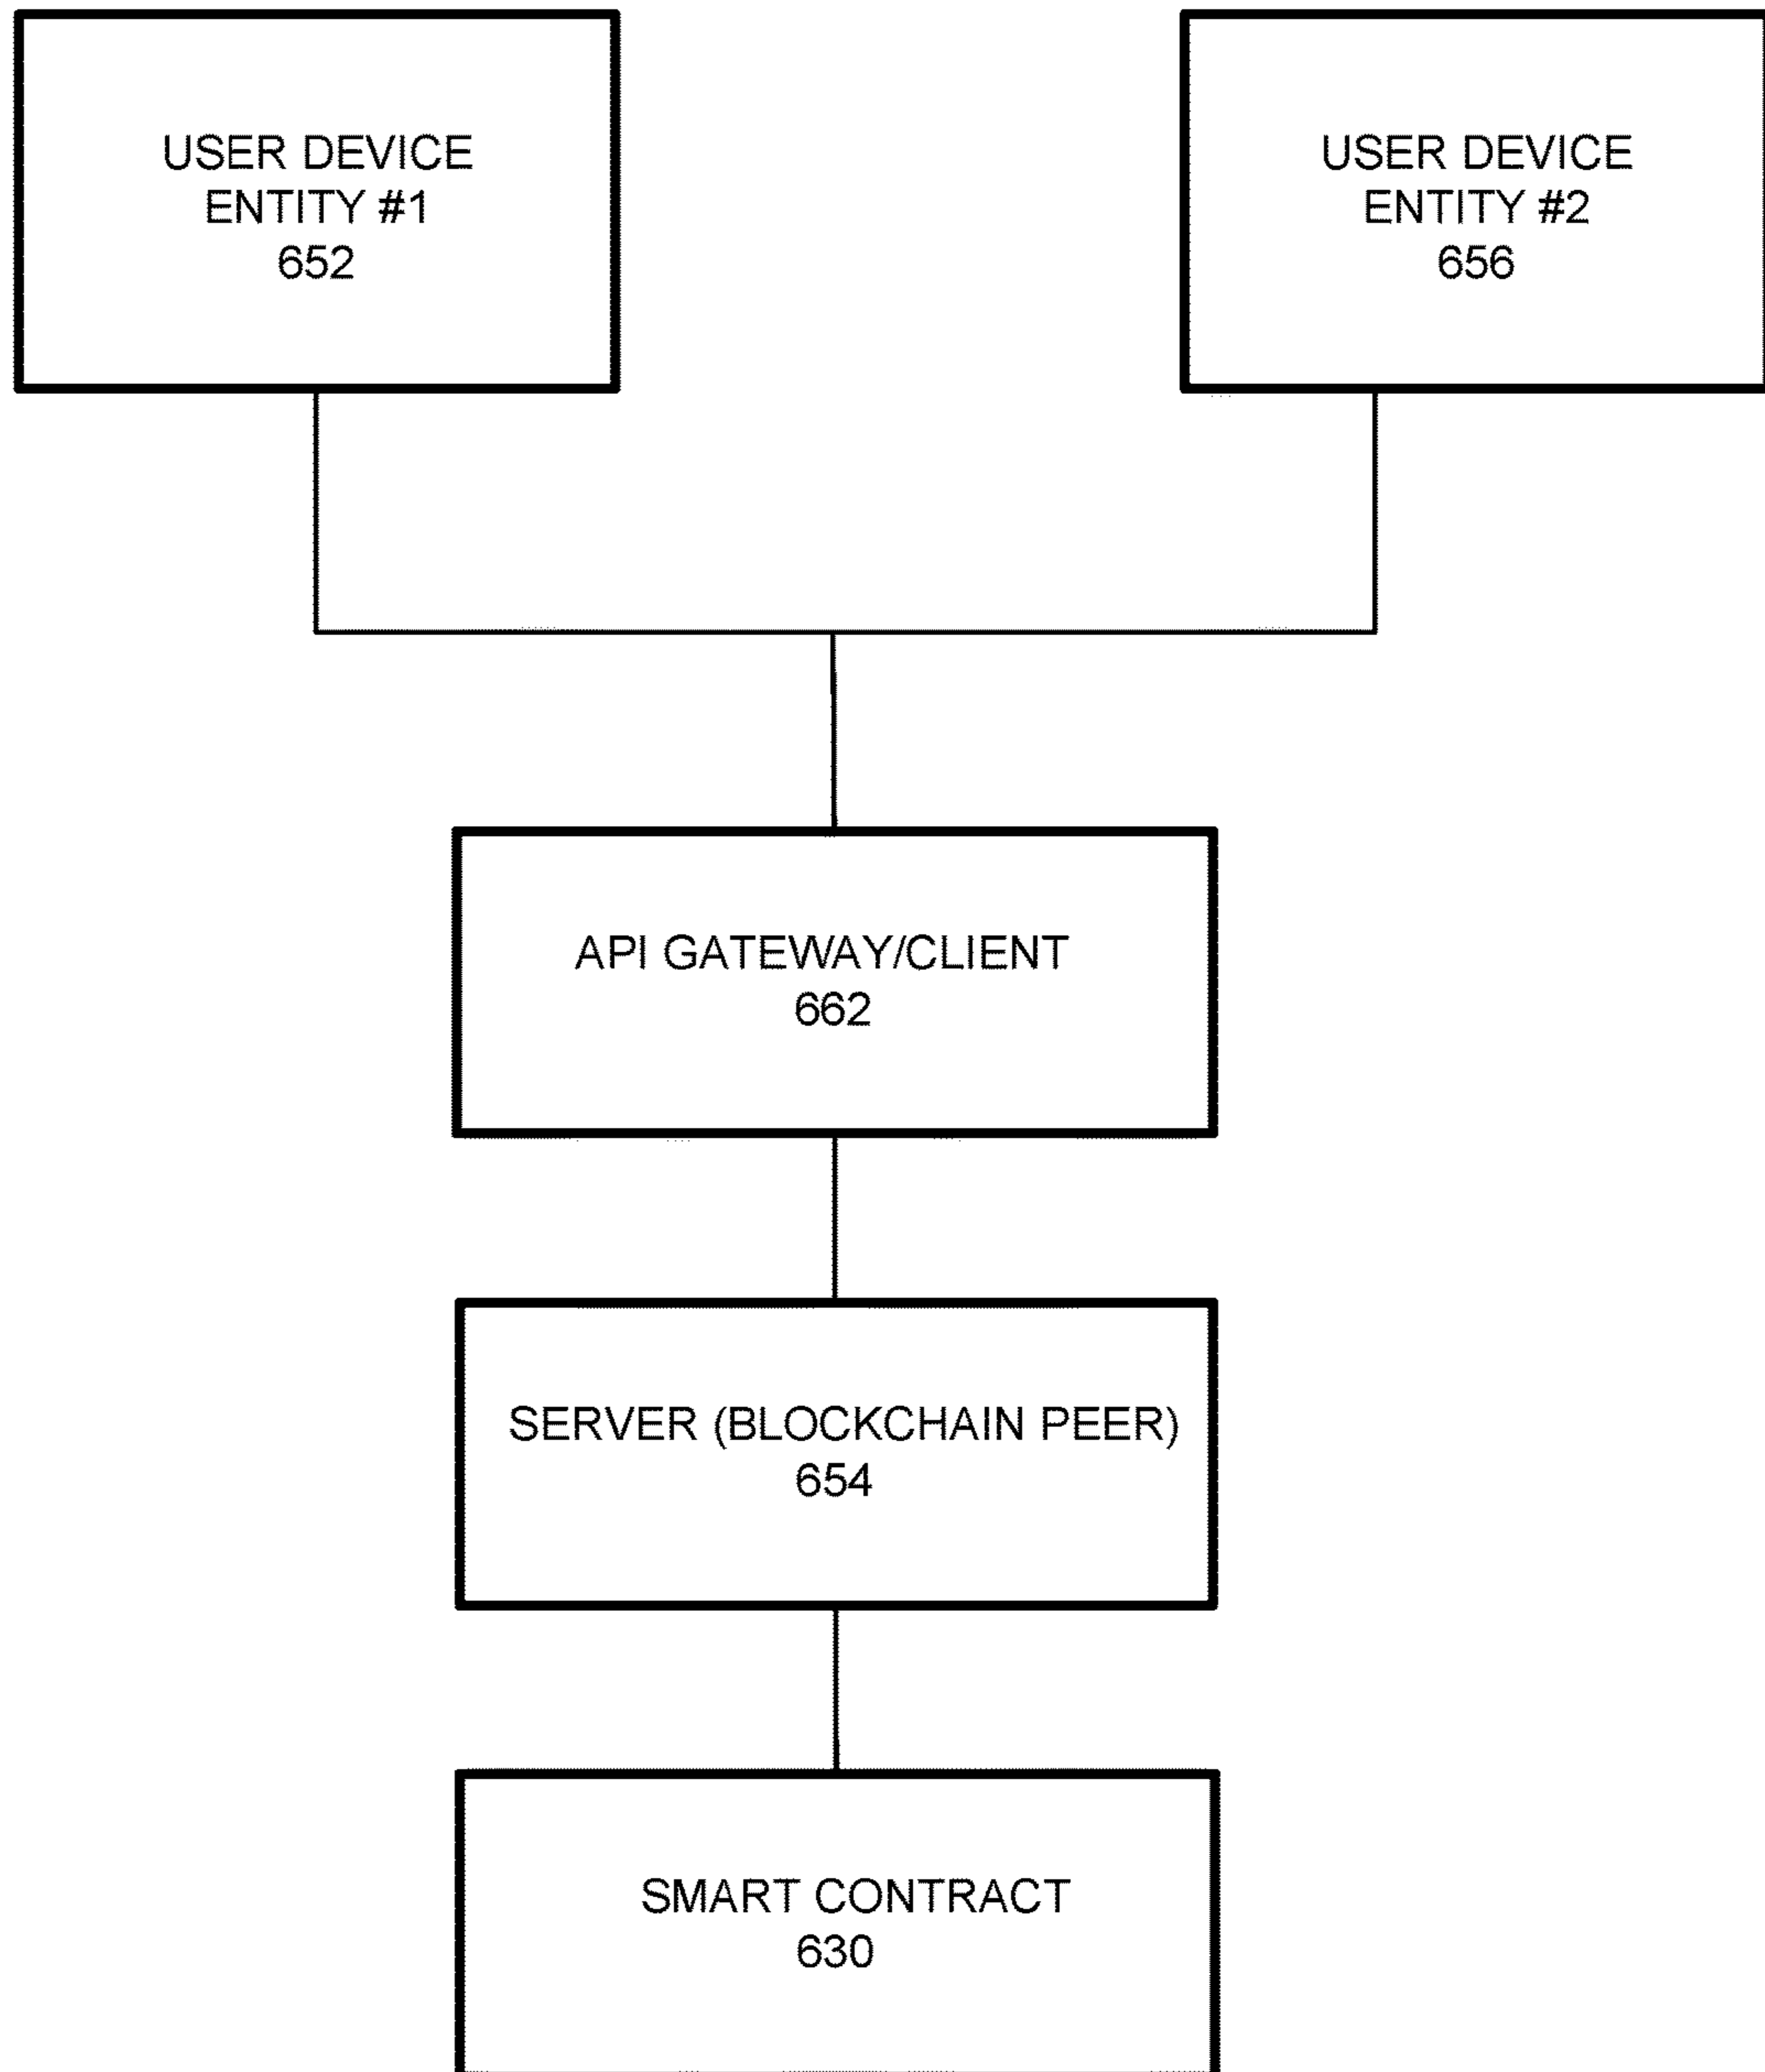 USER DEVICE
ENTITY #1
652
USER DEVICE
ENTITY #2
656
API GATEWAY/CLIENT
662
SERVER (BLOCKCHAIN PEER)
654
SMART CONTRACT
630